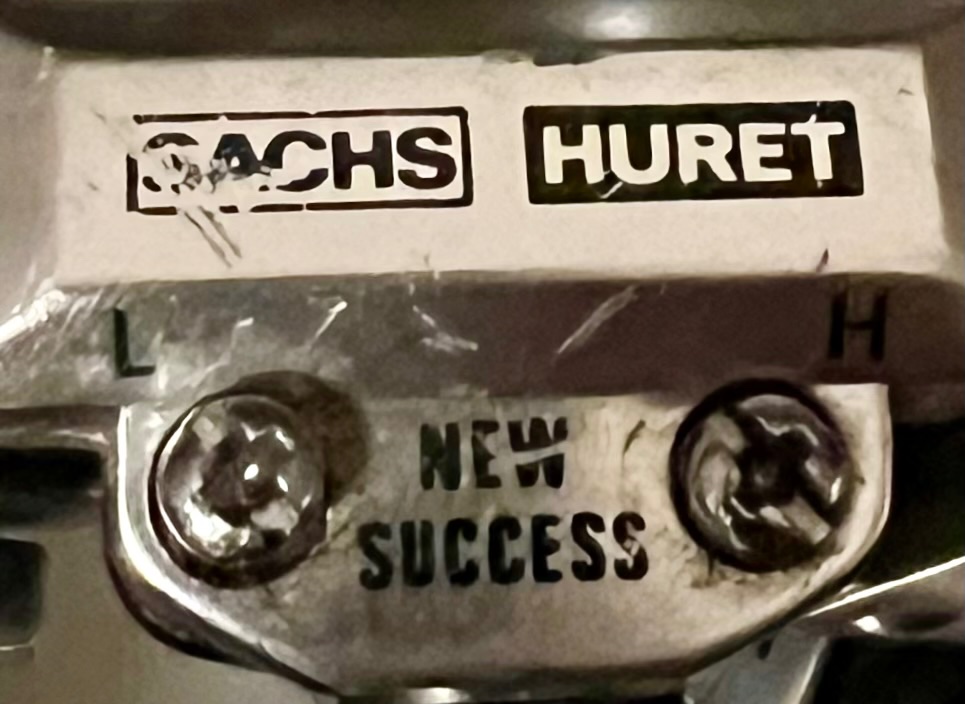 SACHS HURET
L H
NEW
SUCCESS